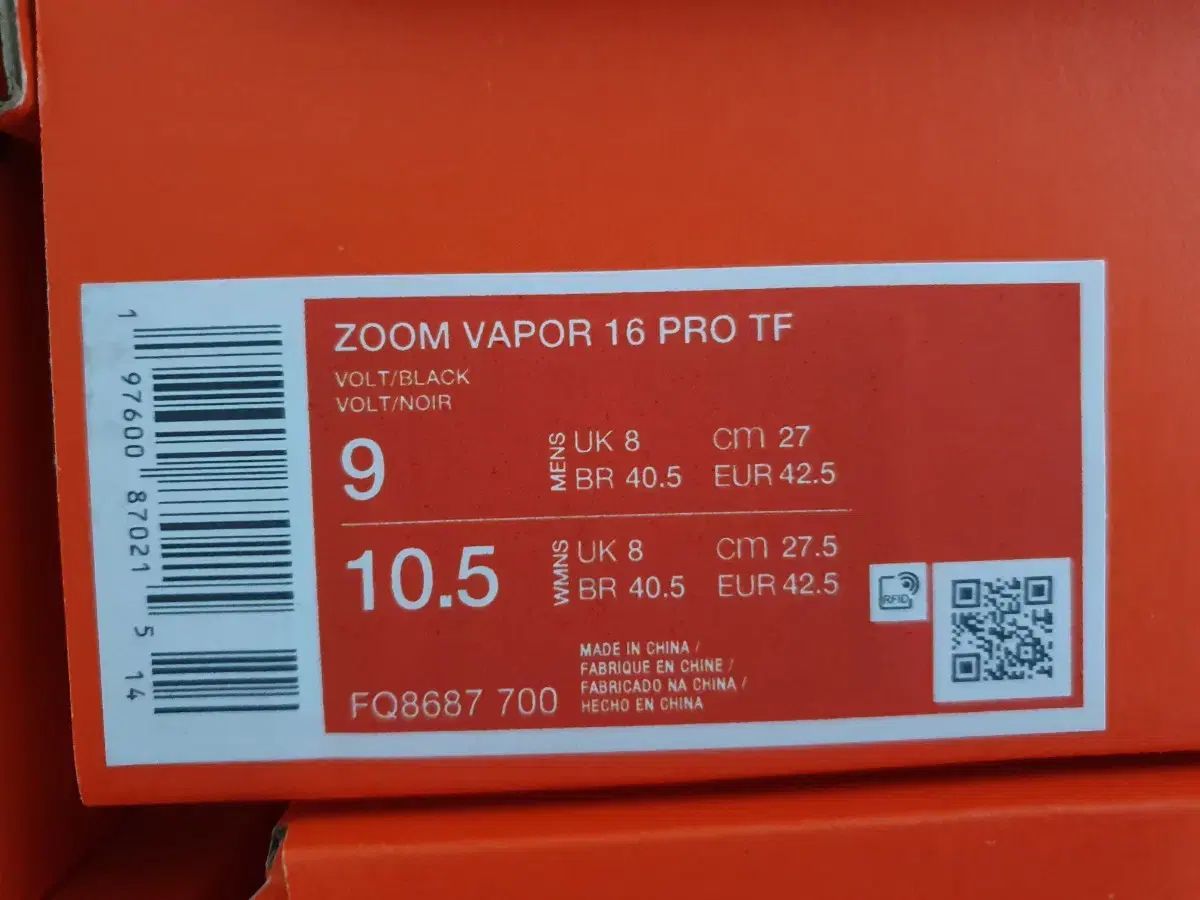 1 97600 87021 5 14
ZOOM VAPOR 16 PRO TF
VOLT/BLACK
VOLT/NOIR
9
MENS
UK 8 cm 27
BR 40.5 EUR 42.5
10.5
WMNS
UK 8 cm 27.5
BR 40.5 EUR 42.5
RFID
MADE IN CHINA /
FABRIQUE EN CHINE /
FABRICADO NA CHINA /
HECHO EN CHINA
FQ8687 700